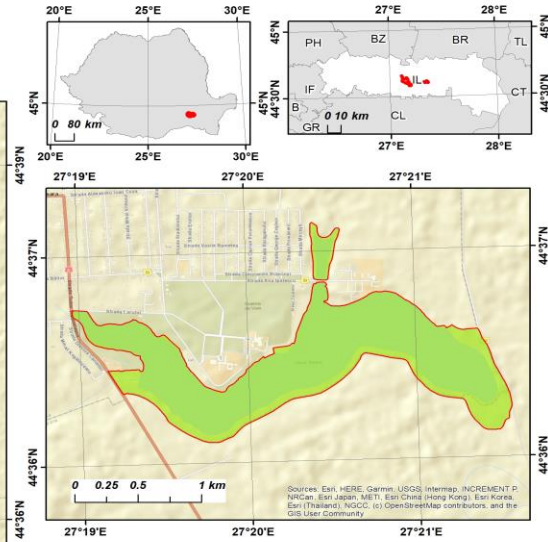 20°E 25°E 30°E
45°N
45°N
0 80 km
20°E 25°E 30°E
27°E 28°E
45°N
45°N
PH BZ BR TL
IF IL CT
B
GR CL
0 10 km
44°30'N
44°30'N
27°E 28°E
44°39'N
44°36'N
27°19'E 27°20'E 27°21'E
44°37'N
44°37'N
44°36'N
44°36'N
0 0.25 0.5 1 km
Sources: Esri, HERE, Garmin, USGS, Intermap, INCREMENT P,
NRCan, Esri Japan, METI, Esri China (Hong Kong), Esri Korea,
Esri (Thailand), NGCC, (c) OpenStreetMap contributors, and the
GIS User Community
27°19'E 27°20'E 27°21'E